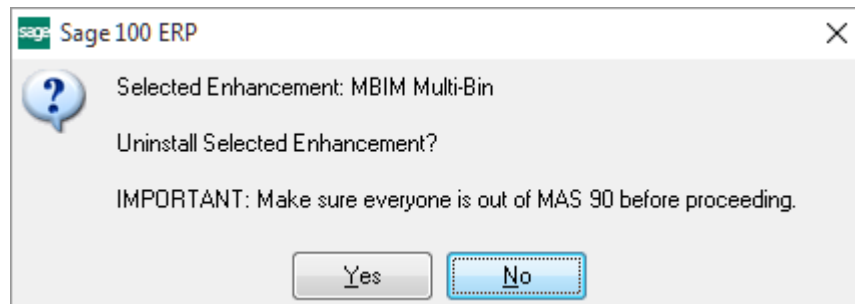 sage Sage 100 ERP
Selected Enhancement: MBIM Multi-Bin
Uninstall Selected Enhancement?
IMPORTANT: Make sure everyone is out of MAS 90 before proceeding.
Yes No